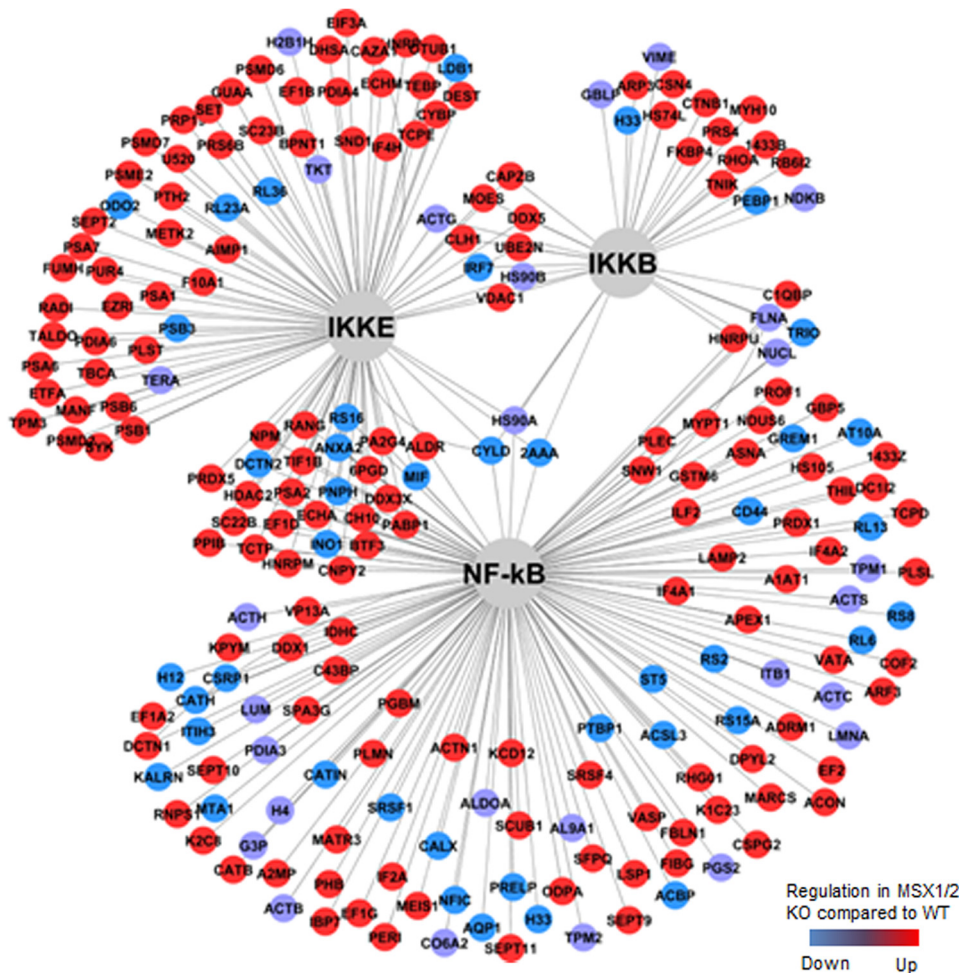 EIF3A
H2B1H
DHSA
CAZA1
OTUB1
LDB1
PSMD6
EF1B
PDIA4
ECHM
TEBP
DEST
GUAA
SET
CYBP
SC23B
BPNT1
SND1
IF4H
TCPE
PSMD7
U520
PRS6B
TKT
PSME2
ODO2
PTH2
RL23A
RL36
SEPT2
METK2
AIMP1
PSA7
FUMH
PUR4
F10A1
RADI
EZRI
PSA1
TALDO
PDIA6
PSB3
PLST
PSA6
TBCA
TERA
ETFA
MANF
PSB6
TPM3
PSMD2
SYK
PSB1
VIME
GBLP
ARP3
CSN4
H33
HS74L
CTNB1
MYH10
PRS4
FKBP4
RHOA
1433B
RB6I2
TNIK
PEBP1
NDKB
CAPZB
MOES
ACTG
DDX5
CLH1
UBE2N
IRF7
HS90B
VDAC1
IKKB
IKKE
C1QBP
FLNA
HNRPU
TRIO
NUCL
HS90A
CYLD
2AAA
RS16
RANG
NPM
ANXA2
PA2G4
ALDR
DCTN2
TIF1B
6PGD
MIF
PRDX5
HDAC2
PSA2
PNPH
DDX3X
SC22B
EF1D
ECHA
CH10
PABP1
PPIB
TCTP
INO1
BTF3
HNRPM
CNPY2
NF-kB
PROF1
GBP5
PLEC
MYPT1
NDUS6
GREM1
AT10A
SNW1
GSTM6
ASNA
HS105
1433Z
THIL
DC1I2
ILF2
CD44
PRDX1
RL13
TCPD
LAMP2
IF4A2
TPM1
PLSL
IF4A1
A1AT1
ACTS
APEX1
RS8
RL6
RS2
VATA
COF2
ST5
ITB1
ACTC
ARF3
PTBP1
ACSL3
RS15A
ADRM1
LMNA
DPYL2
EF2
RHG01
MARCS
ACON
SRSF4
K1C23
VASP
FBLN1
CSPG2
AL9A1
SFPQ
LSP1
FIBG
PGS2
ODPA
ACBP
SEPT9
TPM2
ACTH
VP13A
KPYM
DDX1
IDHC
H12
CSRP1
C43BP
CATH
LUM
SPA3G
PGBM
EF1A2
ITIH3
DCTN1
PDIA3
PLMN
ACTN1
KCD12
KALRN
SEPT10
CATIN
RNPS1
MTA1
H4
SRSF1
ALDOA
SCUB1
K2C8
G3P
MATR3
CALX
CATB
A2MP
PHB
IF2A
PRELP
ACTB
IBP7
EF1G
MEIS1
NFIC
H33
PERI
AQP1
CO6A2
SEPT11
Regulation in MSX1/2
KO compared to WT
Down Up